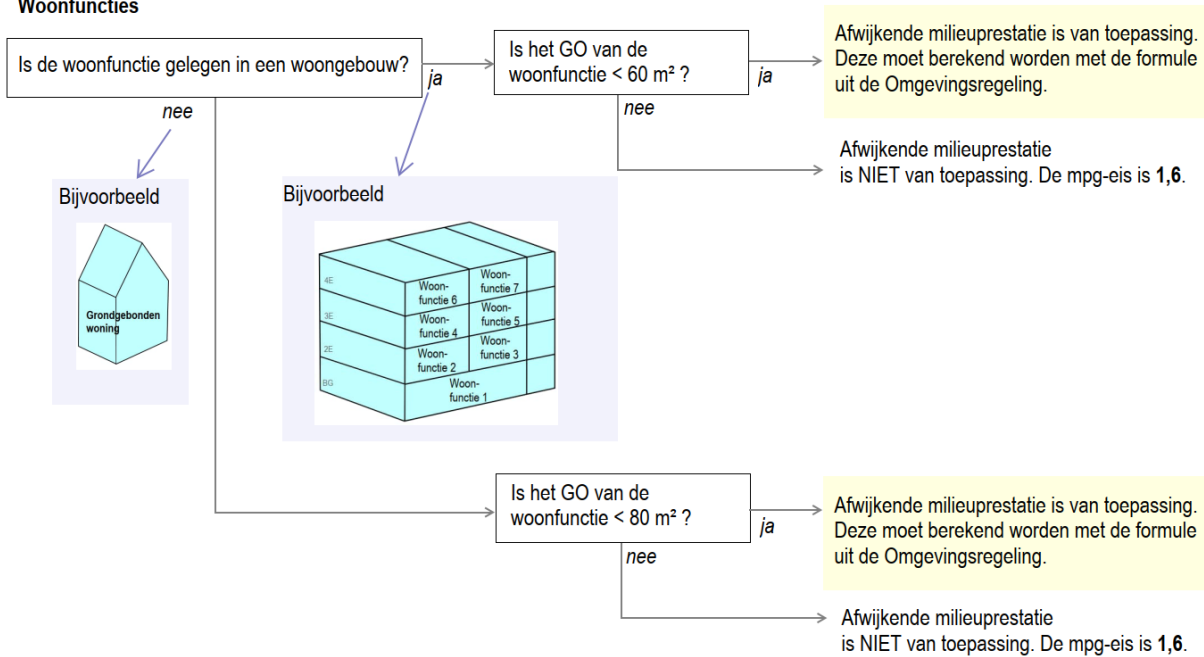 Woonfuncties
Is de woonfunctie gelegen in een woongebouw?
ja
nee
Is het GO van de
woonfunctie < 60 m² ?
ja
nee
Afwijkende milieuprestatie is van toepassing.
Deze moet berekend worden met de formule
uit de Omgevingsregeling.
Afwijkende milieuprestatie
is NIET van toepassing. De mpg-eis is 1,6.
Bijvoorbeeld
Grondgebonden
woning
Bijvoorbeeld
4E
3E
2E
BG
Woon-
functie 6
Woon-
functie 7
Woon-
functie 4
Woon-
functie 5
Woon-
functie 2
Woon-
functie 3
Woon-
functie 1
Is het GO van de
woonfunctie < 80 m² ?
ja
nee
Afwijkende milieuprestatie is van toepassing.
Deze moet berekend worden met de formule
uit de Omgevingsregeling.
Afwijkende milieuprestatie
is NIET van toepassing. De mpg-eis is 1,6.